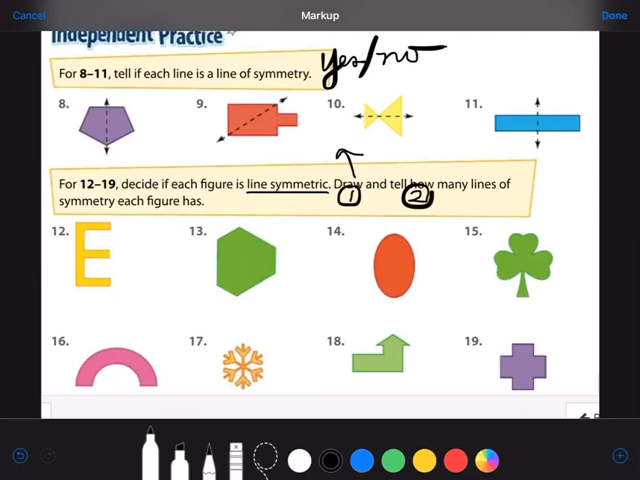 Cancel
Markup
Done
Independent Practice
For 8–11, tell if each line is a line of symmetry.
yes/no
8.
9.
10.
11.
For 12–19, decide if each figure is line symmetric. Draw and tell how many lines of
symmetry each figure has.
1
2
12.
13.
14.
15.
16.
17.
18.
19.